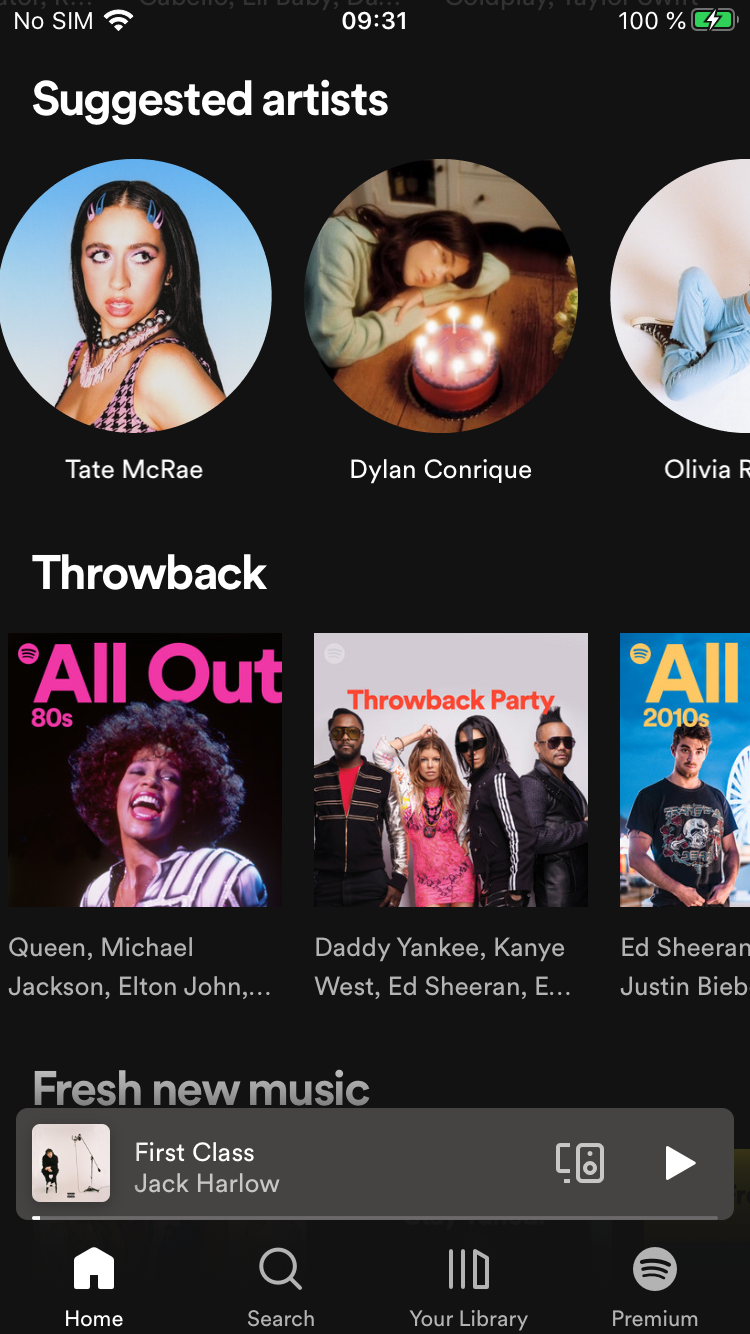 No SIM 09:31 100 %
Suggested artists
Tate McRae
Dylan Conrique
Olivia R
Throwback
All Out
80s
Throwback Party
All
2010s
Queen, Michael
Jackson, Elton John,...
Daddy Yankee, Kanye
West, Ed Sheeran, E...
Ed Sheeran
Justin Bieb
Fresh new music
First Class
Jack Harlow
Home
Search
Your Library
Premium